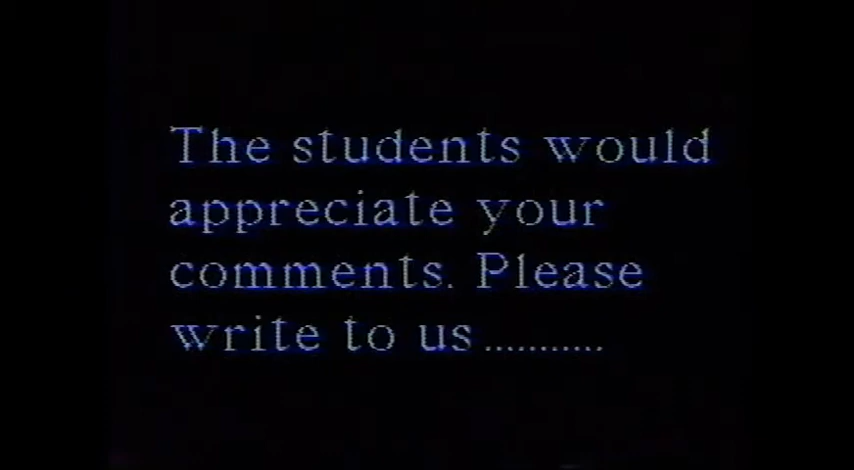 The students would
appreciate your
comments. Please
write to us...........